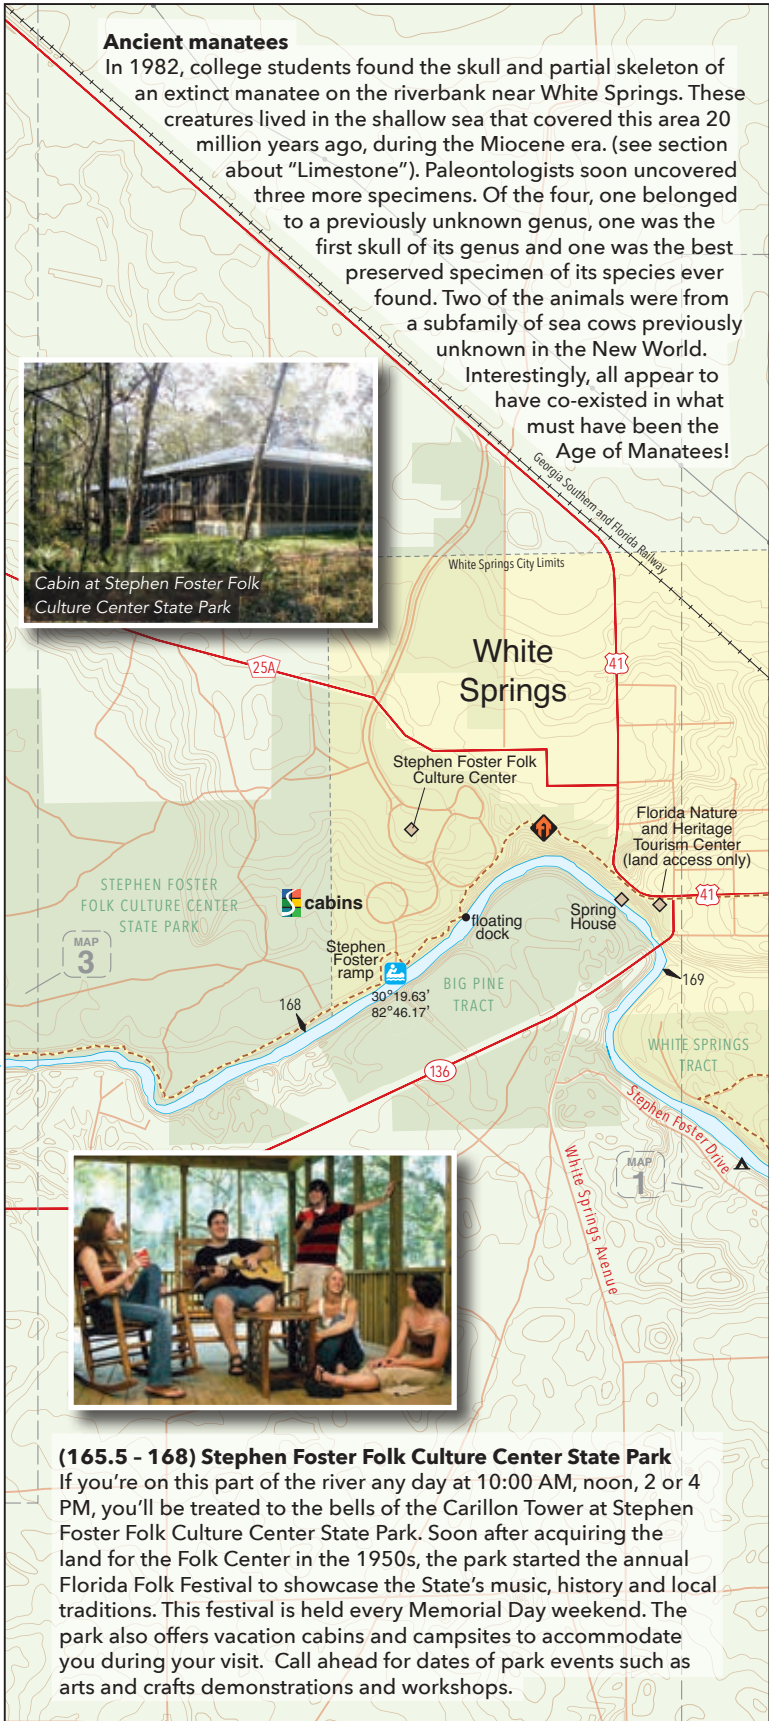 Ancient manatees
In 1982, college students found the skull and partial skeleton of
an extinct manatee on the riverbank near White Springs. These
creatures lived in the shallow sea that covered this area 20
million years ago, during the Miocene era. (see section
about “Limestone”). Paleontologists soon uncovered
three more specimens. Of the four, one belonged
to a previously unknown genus, one was the
first skull of its genus and one was the best
preserved specimen of its species ever
found. Two of the animals were from
a subfamily of sea cows previously
unknown in the New World.
Interestingly, all appear to
have co-existed in what
must have been the
Age of Manatees!
Georgia Southern and Florida Railway
White Springs City Limits
Cabin at Stephen Foster Folk
Culture Center State Park
White
Springs
41
25A
Stephen Foster Folk
Culture Center
Florida Nature
and Heritage
Tourism Center
(land access only)
41
STEPHEN FOSTER
FOLK CULTURE CENTER
STATE PARK
cabins
floating
dock
Spring
House
MAP
3
Stephen
Foster
ramp
30°19.63’
82°46.17’
BIG PINE
TRACT
168
169
136
WHITE SPRINGS
TRACT
Stephen Foster Drive
White Springs Avenue
MAP
1
(165.5 – 168) Stephen Foster Folk Culture Center State Park
If you’re on this part of the river any day at 10:00 AM, noon, 2 or 4
PM, you’ll be treated to the bells of the Carillon Tower at Stephen
Foster Folk Culture Center State Park. Soon after acquiring the
land for the Folk Center in the 1950s, the park started the annual
Florida Folk Festival to showcase the State’s music, history and local
traditions. This festival is held every Memorial Day weekend. The
park also offers vacation cabins and campsites to accommodate
you during your visit.  Call ahead for dates of park events such as
arts and crafts demonstrations and workshops.